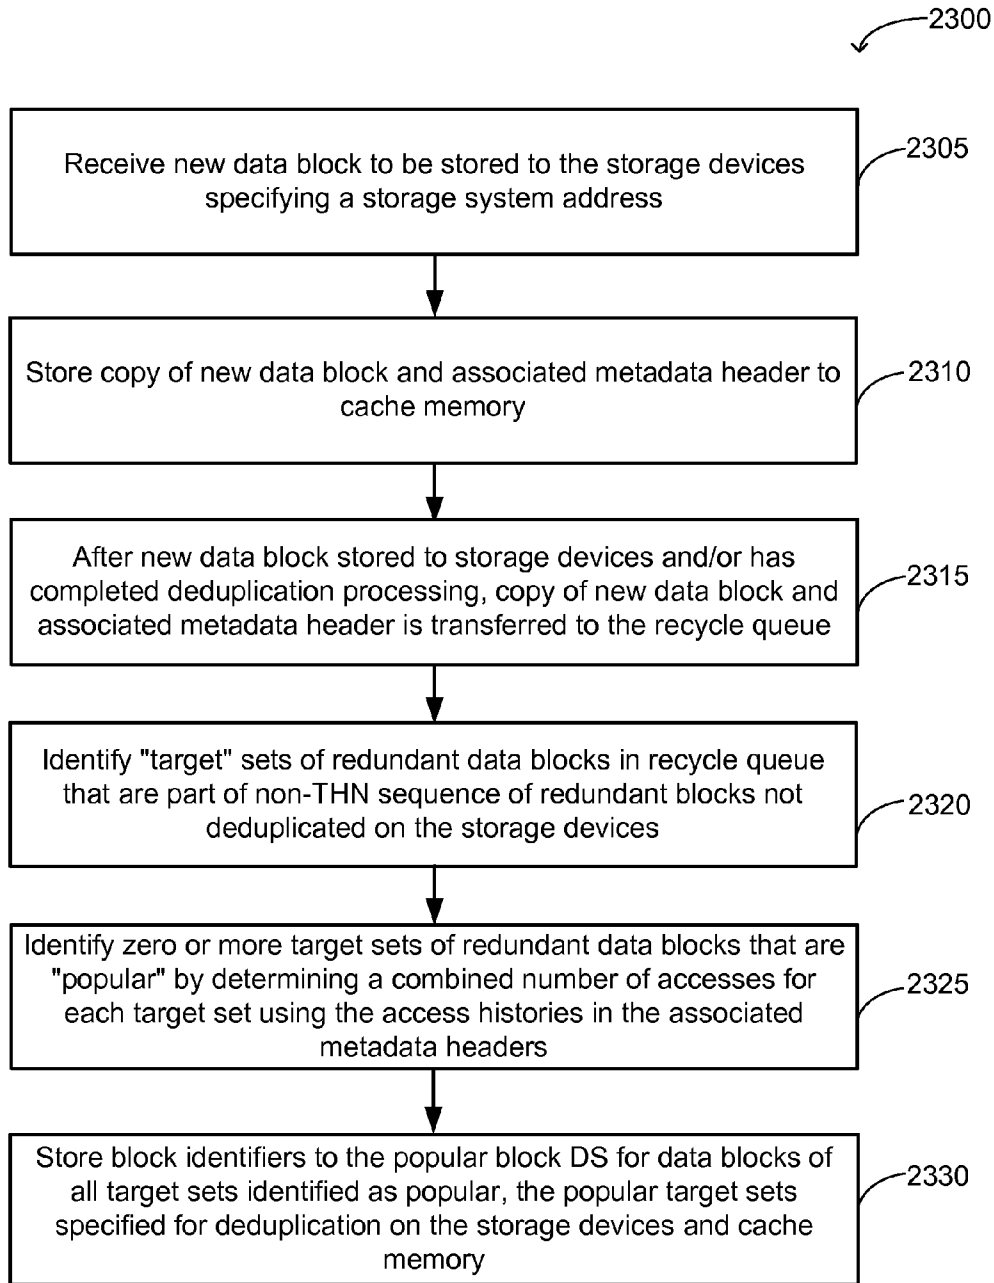 2300
Receive new data block to be stored to the storage devices
specifying a storage system address
2305
Store copy of new data block and associated metadata header to
cache memory
2310
After new data block stored to storage devices and/or has
completed deduplication processing, copy of new data block and
associated metadata header is transferred to the recycle queue
2315
Identify "target" sets of redundant data blocks in recycle queue
that are part of non-THN sequence of redundant blocks not
deduplicated on the storage devices
2320
Identify zero or more target sets of redundant data blocks that are
"popular" by determining a combined number of accesses for
each target set using the access histories in the associated
metadata headers
2325
Store block identifiers to the popular block DS for data blocks of
all target sets identified as popular, the popular target sets
specified for deduplication on the storage devices and cache
memory
2330